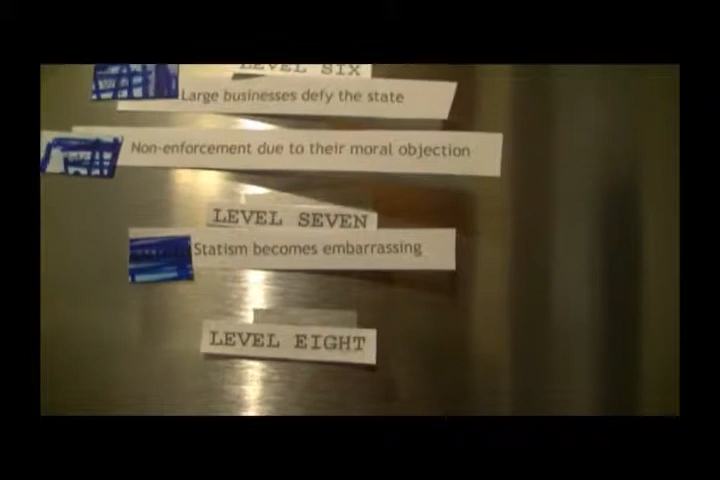 LEVEL SIX
Large businesses defy the state
Non-enforcement due to their moral objection
LEVEL SEVEN
Statism becomes embarrassing
LEVEL EIGHT